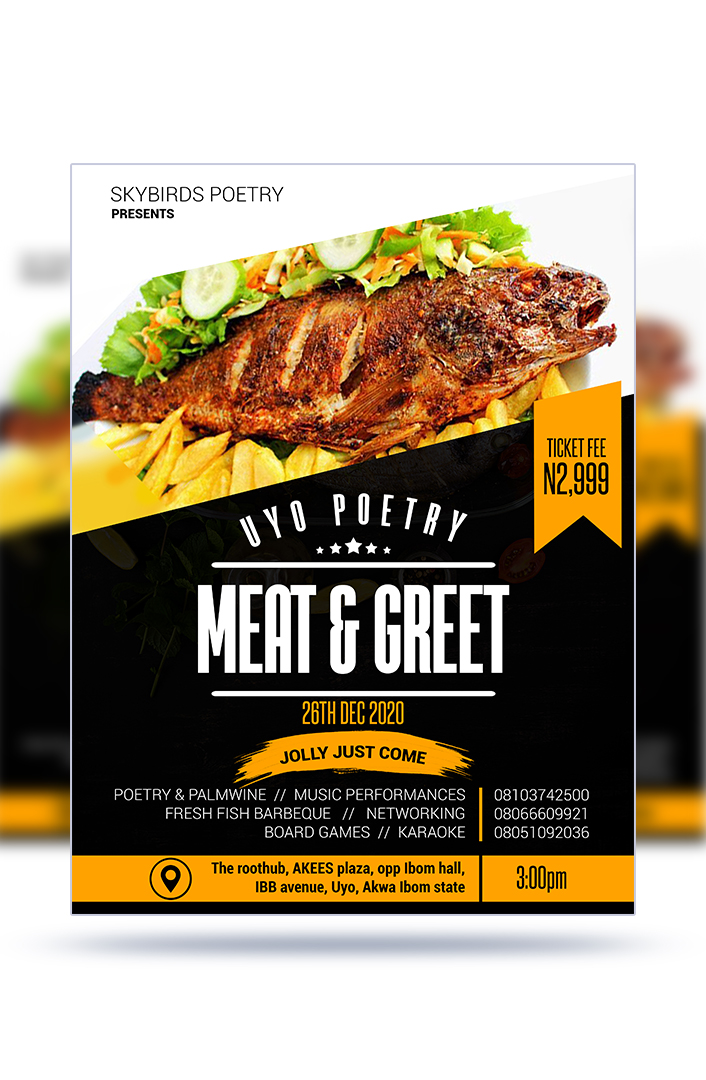 SKYBIRDS POETRY
PRESENTS
TICKET FEE
N2,999
UYO POETRY
MEAT & GREET
26TH DEC 2020
JOLLY JUST COME
POETRY & PALMWINE // MUSIC PERFORMANCES
FRESH FISH BARBEQUE // NETWORKING
BOARD GAMES // KARAOKE
08103742500
08066609921
08051092036
The roothub, AKEES plaza, opp Ibom hall,
IBB avenue, Uyo, Akwa Ibom state
3:00pm